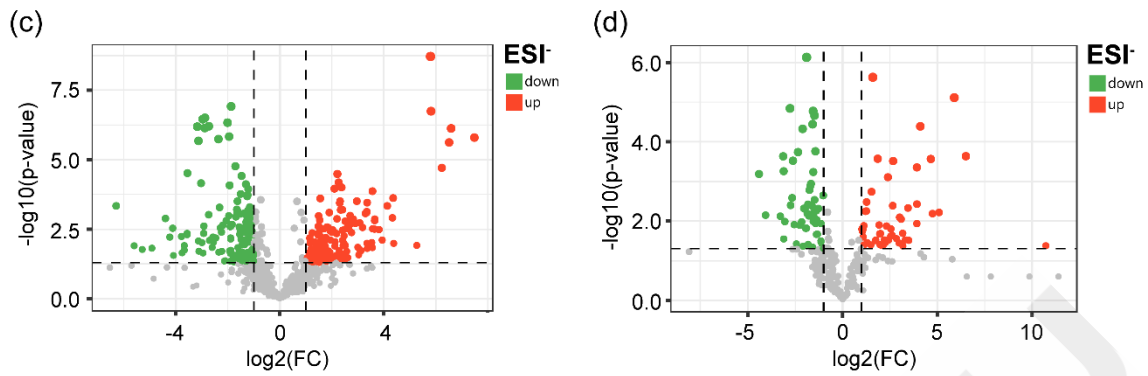 (c)
ESI-
down
up
-log10(p-value)
7.5
5.0
2.5
0.0
-4
0
4
log2(FC)
(d)
ESI-
down
up
-log10(p-value)
6.0
4.0
2.0
0.0
-5
0
5
10
log2(FC)